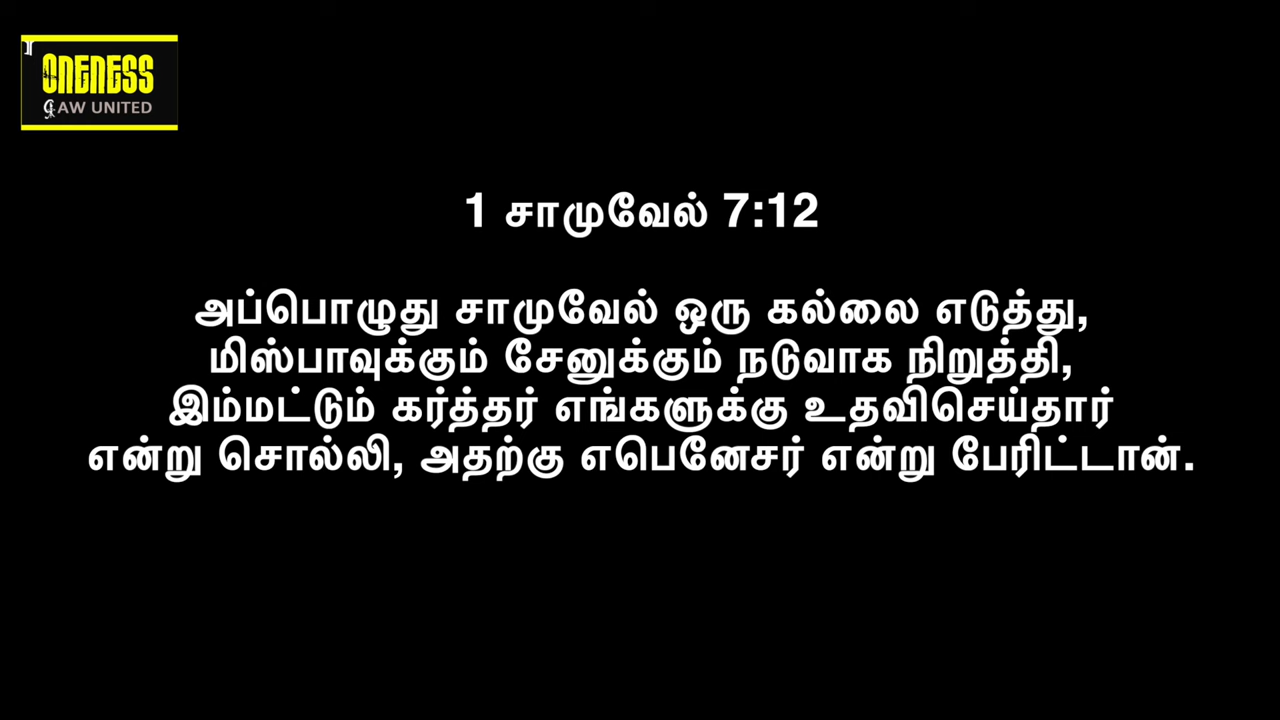 ONENESS
GAW UNITED
1 சாமுவேல் 7:12
அப்பொழுது சாமுவேல் ஒரு கல்லை எடுத்து,
மிஸ்பாவுக்கும் சேனுக்கும் நடுவாக நிறுத்தி,
இம்மட்டும் கர்த்தர் எங்களுக்கு உதவிசெய்தார்
என்று சொல்லி, அதற்கு எபெனேசர் என்று பேரிட்டான்.